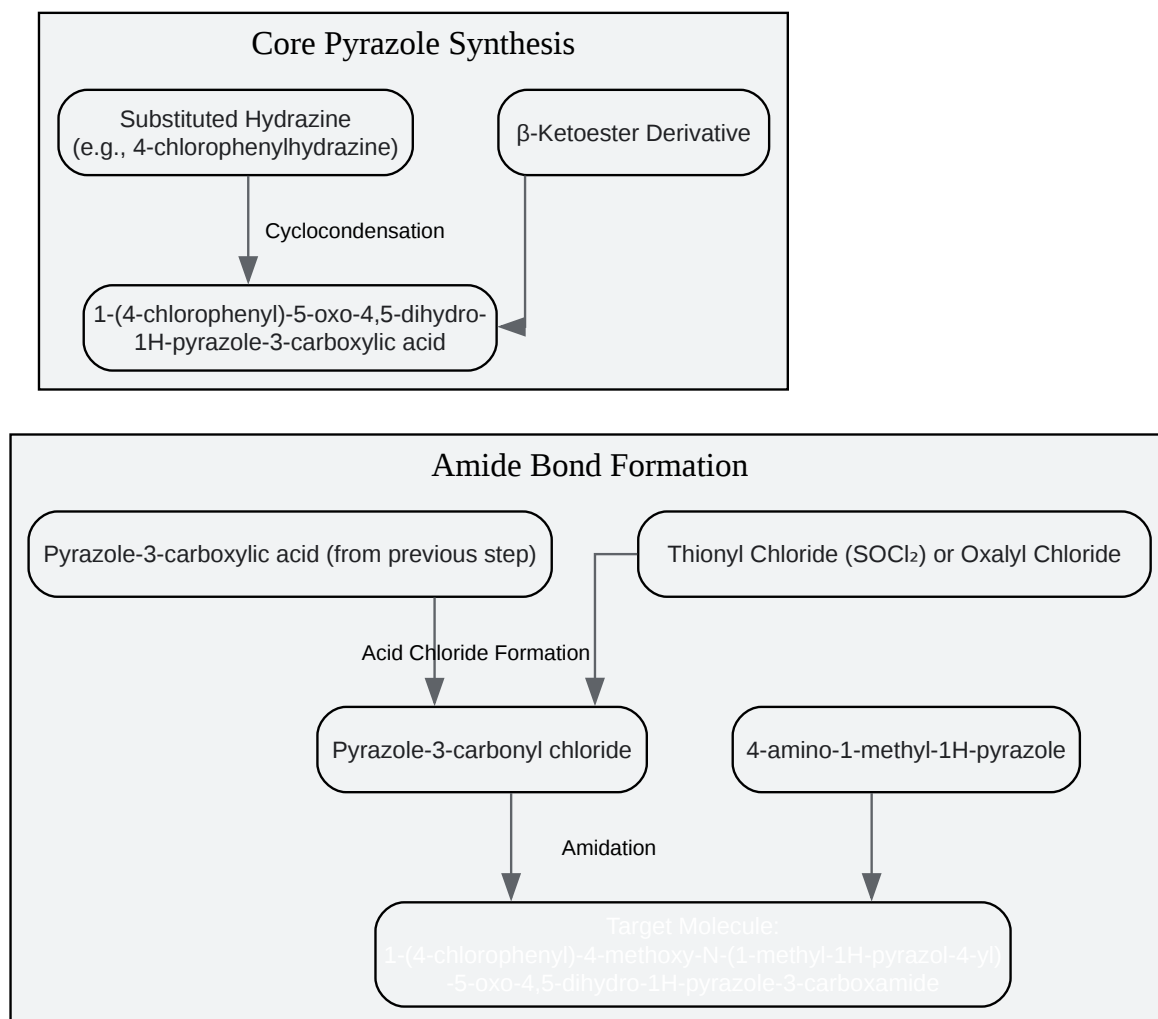 Core Pyrazole Synthesis
Substituted Hydrazine
(e.g., 4-chlorophenylhydrazine)
β-Ketoester Derivative
Cyclocondensation
1-(4-chlorophenyl)-5-oxo-4,5-dihydro-
1H-pyrazole-3-carboxylic acid
Amide Bond Formation
Pyrazole-3-carboxylic acid (from previous step)
Thionyl Chloride (SOCl₂) or Oxalyl Chloride
Acid Chloride Formation
Pyrazole-3-carbonyl chloride
4-amino-1-methyl-1H-pyrazole
Amidation
Target Molecule:
1-(4-chlorophenyl)-4-methoxy-N-(1-methyl-1H-pyrazol-4-yl)
-5-oxo-4,5-dihydro-1H-pyrazole-3-carboxamide